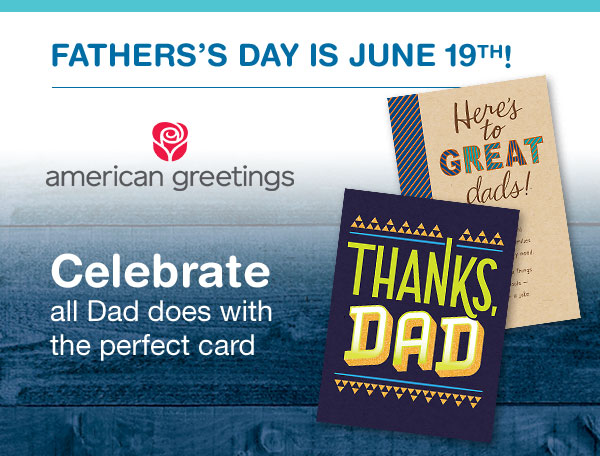 FATHERS'S DAY IS JUNE 19TH!
american greetings
Celebrate
all Dad does with
the perfect card
Here's
to
GREAT
dads!
THANKS,
DAD